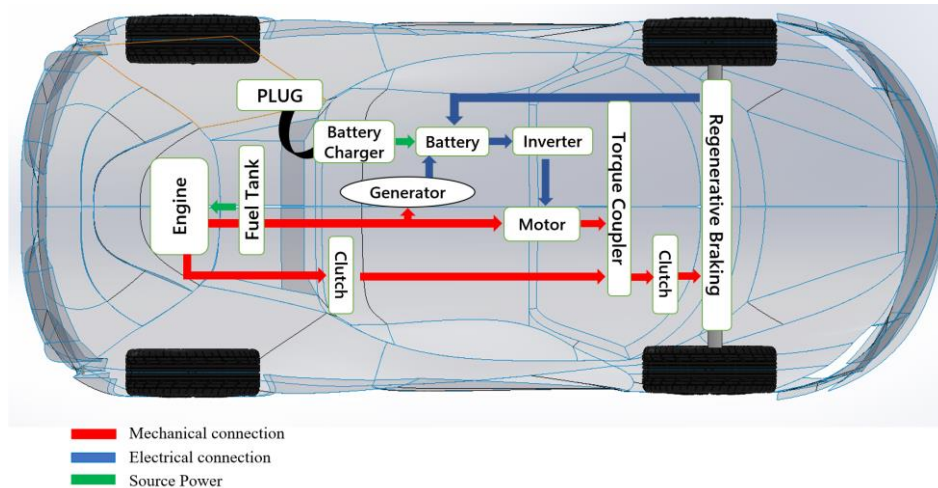 PLUG
Battery
Charger
Battery
Inverter
Torque Coupler
Regenerative Braking
Engine
Fuel Tank
Generator
Motor
Clutch
Clutch
Mechanical connection
Electrical connection
Source Power